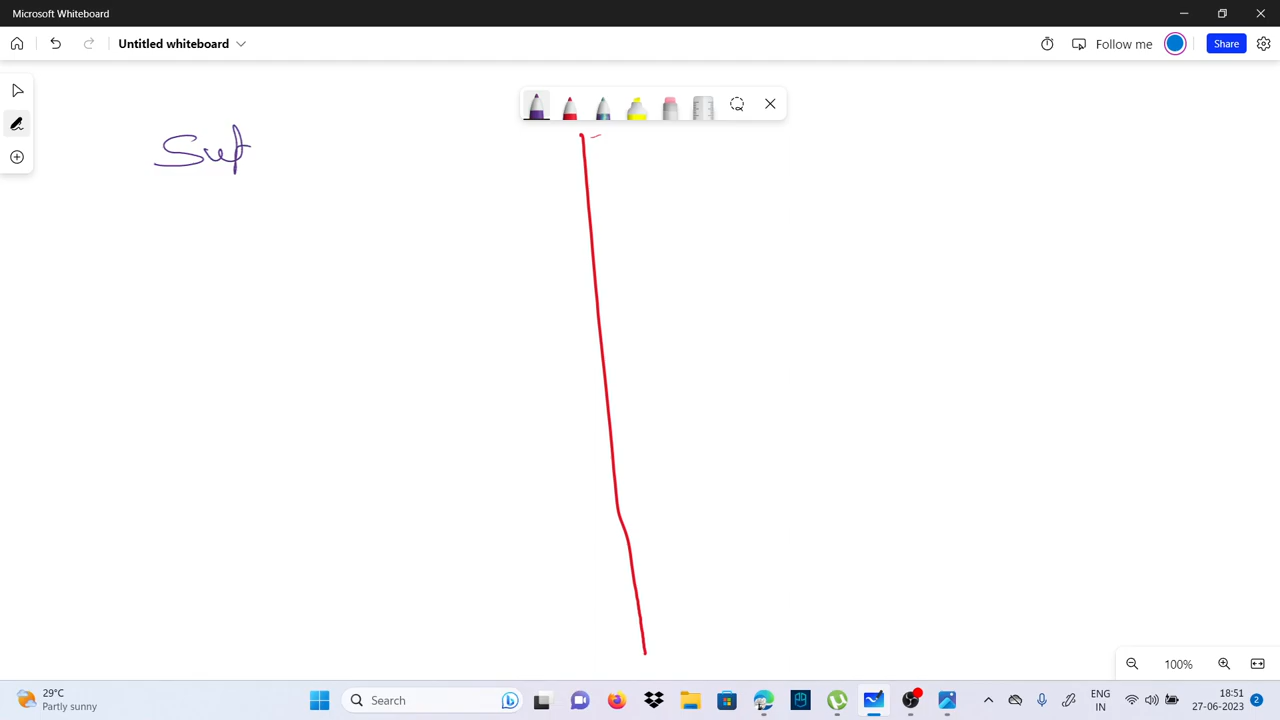 Microsoft Whiteboard
Untitled whiteboard
Follow me
Share
100%
29°C
Partly sunny
Search
ENG
IN
18:51
27-06-2023
2